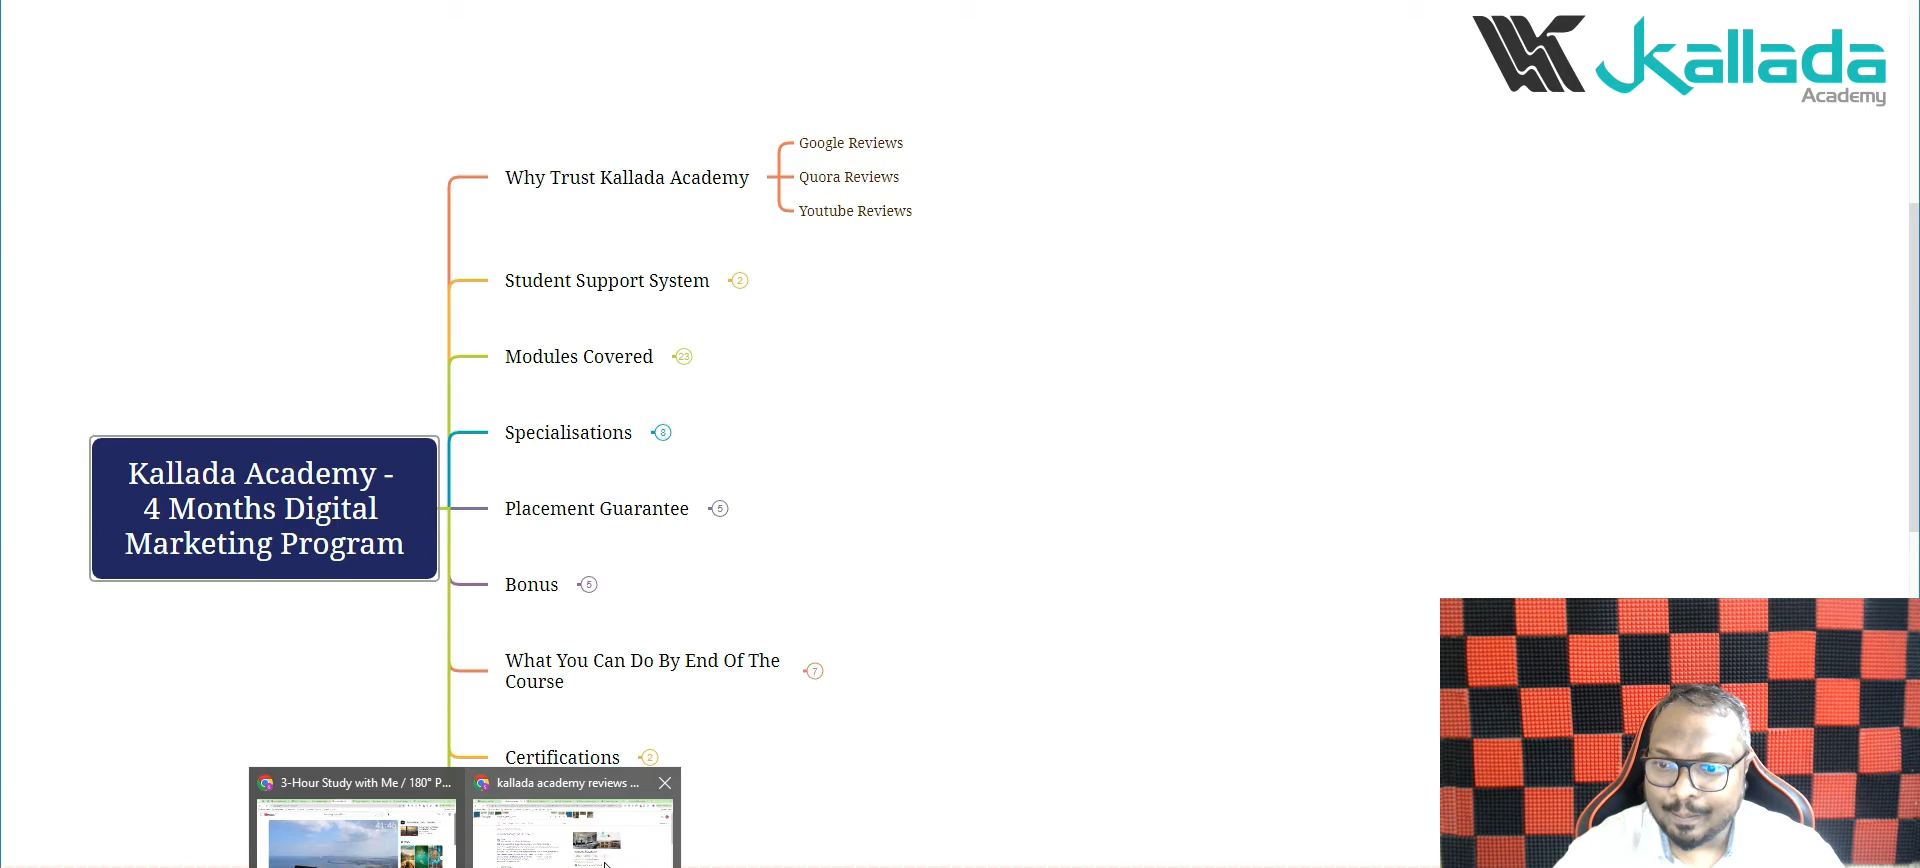 kallada
Academy
Google Reviews
Why Trust Kallada Academy
Quora Reviews
Youtube Reviews
Student Support System
2
Modules Covered
23
Specialisations
8
Kallada Academy -
4 Months Digital
Marketing Program
Placement Guarantee
5
Bonus
5
What You Can Do By End Of The
Course
7
Certifications
2
3-Hour Study with Me / 180° P...
kallada academy reviews ...